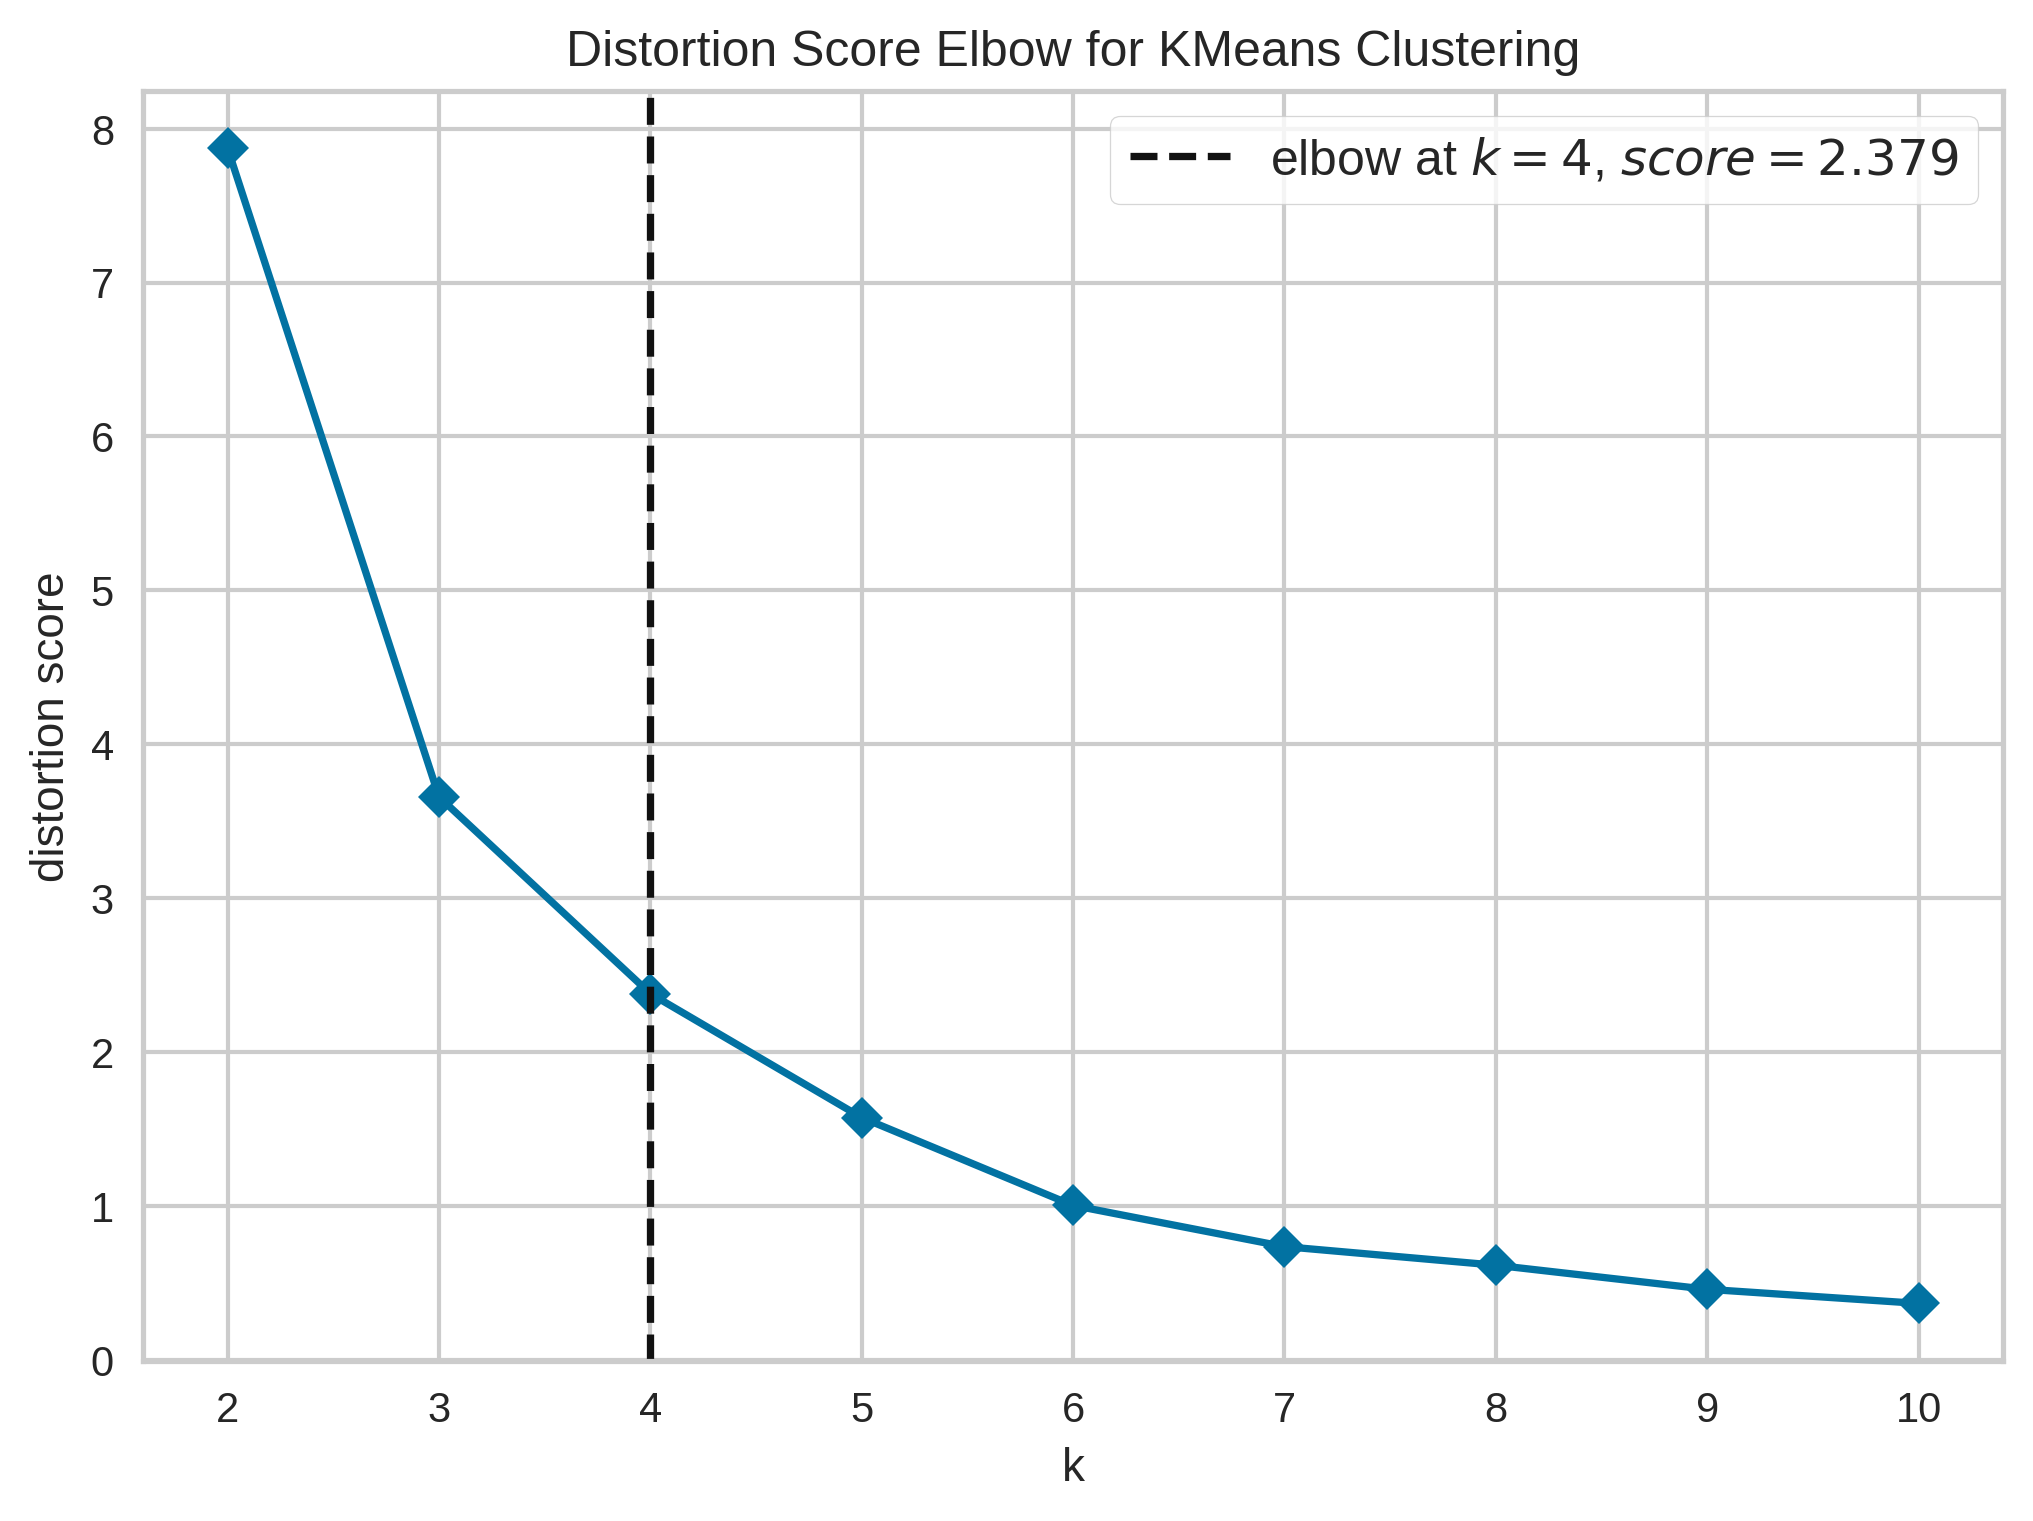 Distortion Score Elbow for KMeans Clustering
elbow at k = 4, score = 2.379
distortion score
8
7
6
5
4
3
2
1
0
2 3 4 5 6 7 8 9 10
k